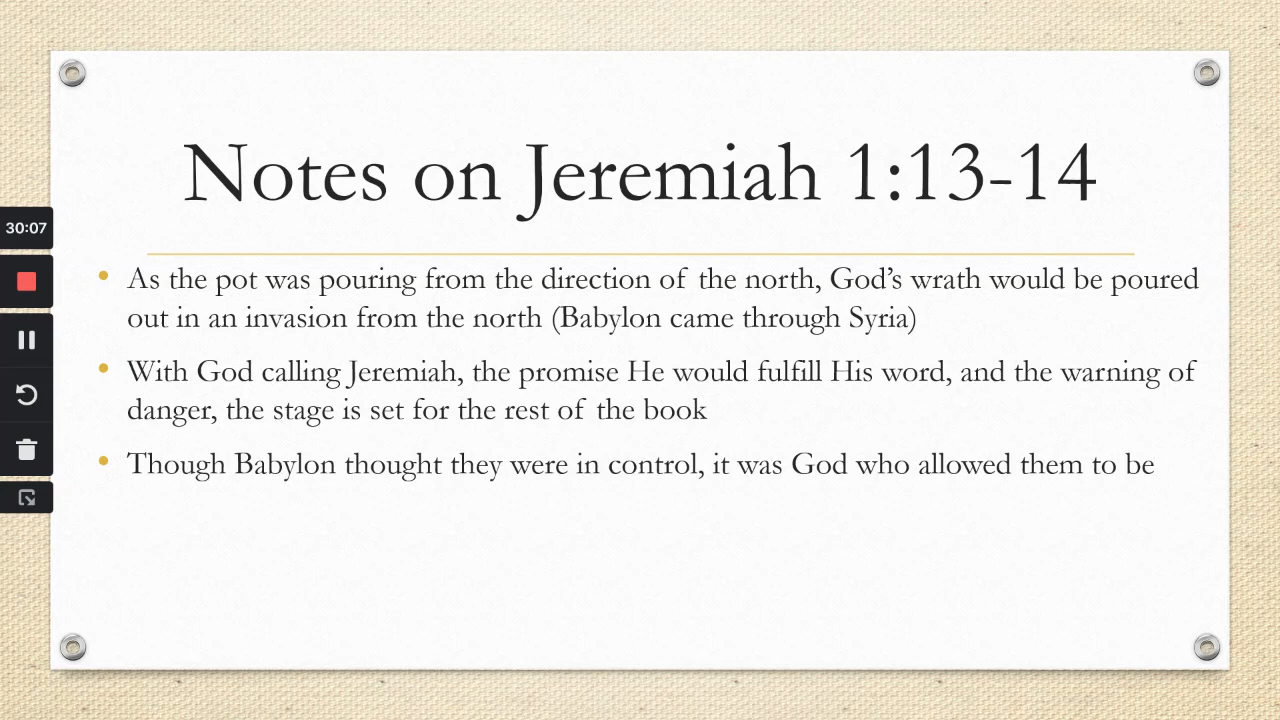 Notes on Jeremiah 1:13-14
30:07
• As the pot was pouring from the direction of the north, God’s wrath would be poured
out in an invasion from the north (Babylon came through Syria)
• With God calling Jeremiah, the promise He would fulfill His word, and the warning of
danger, the stage is set for the rest of the book
• Though Babylon thought they were in control, it was God who allowed them to be